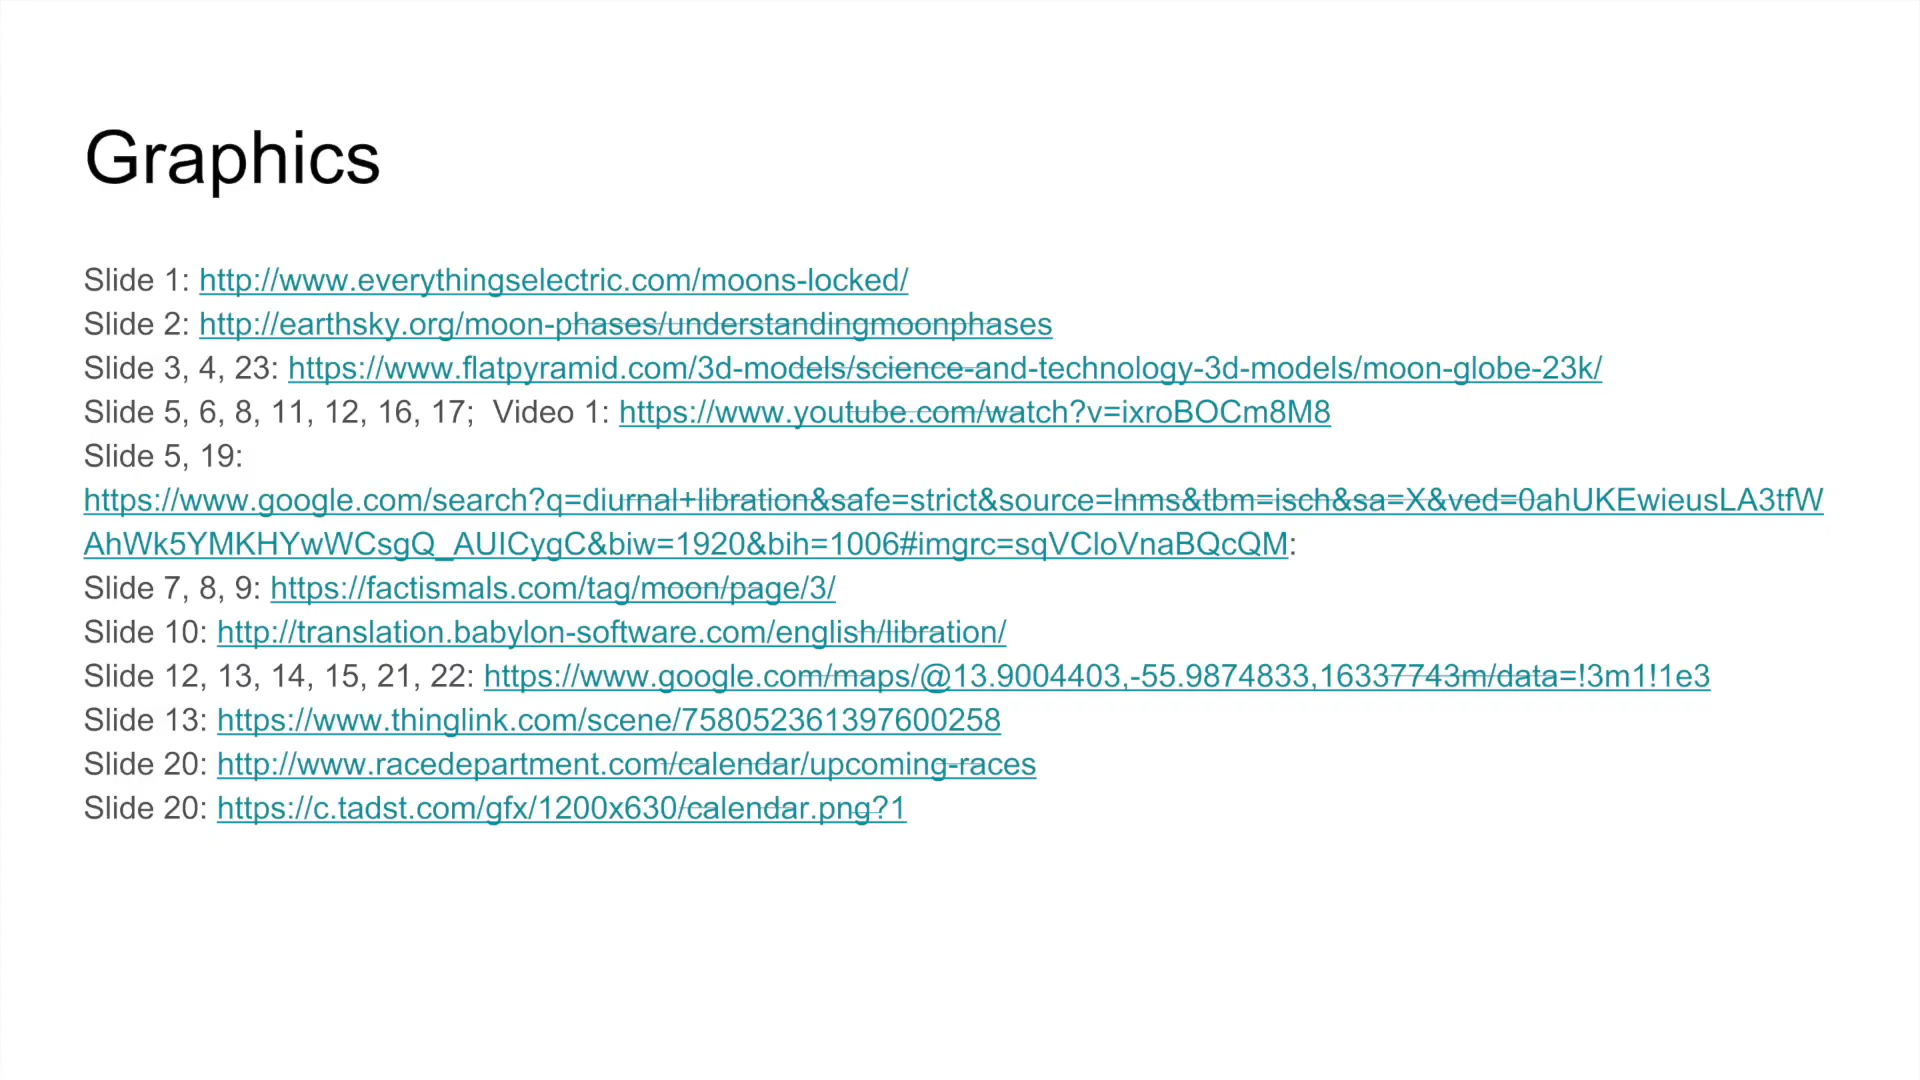 Graphics
Slide 1: http://www.everythingselectric.com/moons-locked/
Slide 2: http://earthsky.org/moon-phases/understandingmoonphases
Slide 3, 4, 23: https://www.flatpyramid.com/3d-models/science-and-technology-3d-models/moon-globe-23k/
Slide 5, 6, 8, 11, 12, 16, 17;  Video 1: https://www.youtube.com/watch?v=ixroBOCm8M8
Slide 5, 19:
https://www.google.com/search?q=diurnal+libration&safe=strict&source=lnms&tbm=isch&sa=X&ved=0ahUKEwieusLA3tfW
AhWk5YMKHYwWCsgQ_AUICygC&biw=1920&bih=1006#imgrc=sqVCloVnaBQcQM:
Slide 7, 8, 9: https://factismals.com/tag/moon/page/3/
Slide 10: http://translation.babylon-software.com/english/libration/
Slide 12, 13, 14, 15, 21, 22: https://www.google.com/maps/@13.9004403,-55.9874833,16337743m/data=!3m1!1e3
Slide 13: https://www.thinglink.com/scene/758052361397600258
Slide 20: http://www.racedepartment.com/calendar/upcoming-races
Slide 20: https://c.tadst.com/gfx/1200x630/calendar.png?1